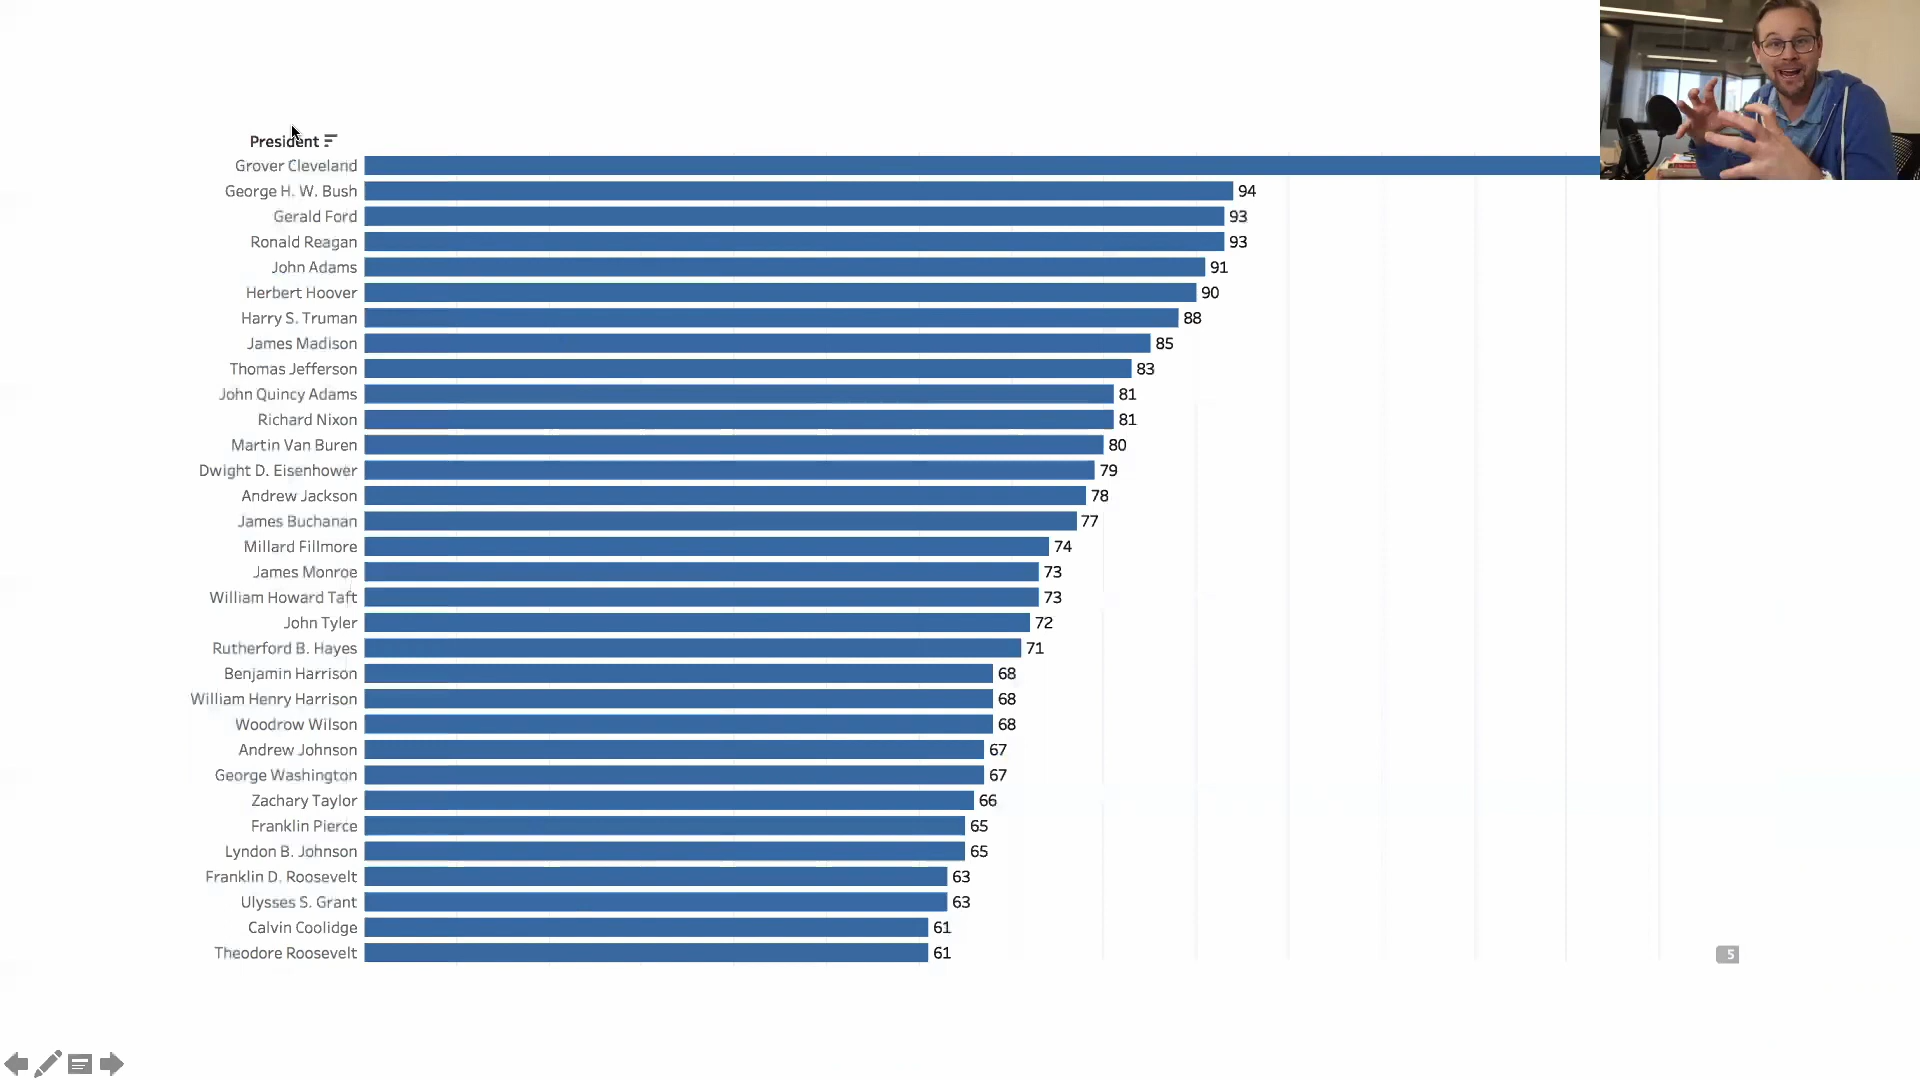 President
Grover Cleveland
George H. W. Bush 94
Gerald Ford 93
Ronald Reagan 93
John Adams 91
Herbert Hoover 90
Harry S. Truman 88
James Madison 85
Thomas Jefferson 83
John Quincy Adams 81
Richard Nixon 81
Martin Van Buren 80
Dwight D. Eisenhower 79
Andrew Jackson 78
James Buchanan 77
Millard Fillmore 74
James Monroe 73
William Howard Taft 73
John Tyler 72
Rutherford B. Hayes 71
Benjamin Harrison 68
William Henry Harrison 68
Woodrow Wilson 68
Andrew Johnson 67
George Washington 67
Zachary Taylor 66
Franklin Pierce 65
Lyndon B. Johnson 65
Franklin D. Roosevelt 63
Ulysses S. Grant 63
Calvin Coolidge 61
Theodore Roosevelt 61
5